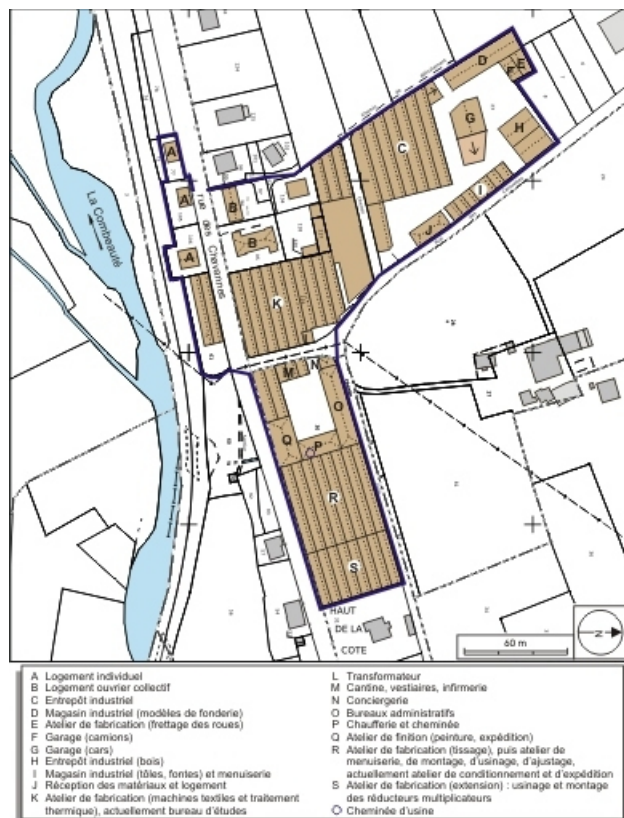 La Combeauté
rue des Chavannes
A
A
A
B
B
C
D
E
F
G
H
I
J
K
L
M
N
O
P
Q
R
S
HAUT
DE LA
COTE
60 m
N
A Logement individuel
B Logement ouvrier collectif
C Entrepôt industriel
D Magasin industriel (modèles de fonderie)
E Atelier de fabrication (frettage des roues)
F Garage (camions)
G Garage (cars)
H Entrepôt industriel (bois)
I Magasin industriel (tôles, fontes) et menuiserie
J Réception des matériaux et logement
K Atelier de fabrication (machines textiles et traitement
thermique), actuellement bureau d'études
L Transformateur
M Cantine, vestiaires, infirmerie
N Conciergerie
O Bureaux administratifs
P Chaufferie et cheminée
Q Atelier de finition (peinture, expédition)
R Atelier de fabrication (tissage), puis atelier de
menuiserie, de montage, d'usinage, d'ajustage,
actuellement atelier de conditionnement et d'expédition
S Atelier de fabrication (extension) : usinage et montage
des réducteurs multiplicateurs
Cheminée d'usine